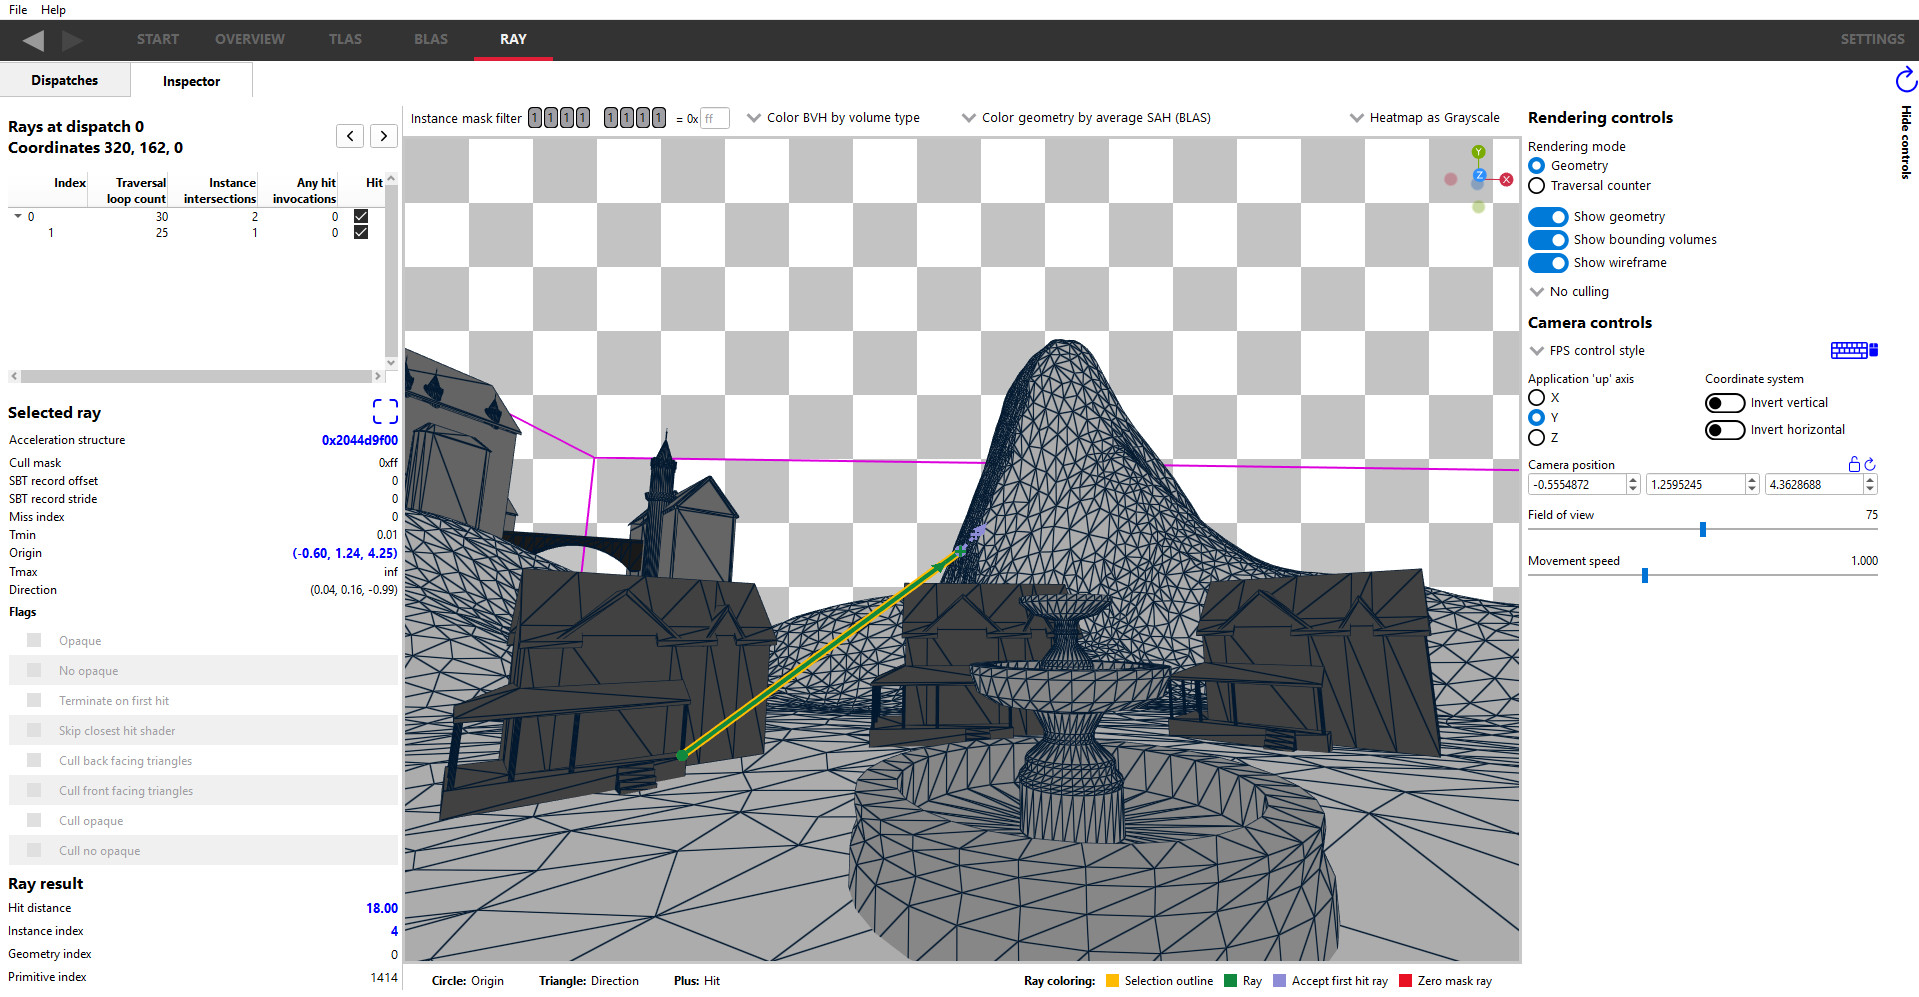 File Help
START OVERVIEW TLAS BLAS RAY SETTINGS
Dispatches Inspector
Rays at dispatch 0
Coordinates 320, 162, 0
Index Traversal loop count Instance intersections Any hit invocations Hit
0 30 2 0
1 25 1 0
Selected ray
Acceleration structure 0x2044d9f00
Cull mask 0xff
SBT record offset 0
SBT record stride 0
Miss index 0
Tmin 0.01
Origin (-0.60, 1.24, 4.25)
Tmax inf
Direction (0.04, 0.16, -0.99)
Flags
Opaque
No opaque
Terminate on first hit
Skip closest hit shader
Cull back facing triangles
Cull front facing triangles
Cull opaque
Cull no opaque
Ray result
Hit distance 18.00
Instance index 4
Geometry index 0
Primitive index 1414
Instance mask filter 1 1 1 1 1 1 1 1 = 0x ff Color BVH by volume type Color geometry by average SAH (BLAS) Heatmap as Grayscale
Y
Z X
Circle: Origin Triangle: Direction Plus: Hit Ray coloring: Selection outline Ray Accept first hit ray Zero mask ray
Rendering controls
Rendering mode
Geometry
Traversal counter
Show geometry
Show bounding volumes
Show wireframe
No culling
Camera controls
FPS control style
Application 'up' axis Coordinate system
X Invert vertical
Y
Z Invert horizontal
Camera position
-0.5554872 1.2595245 4.3628688
Field of view 75
Movement speed 1.000
Hide controls